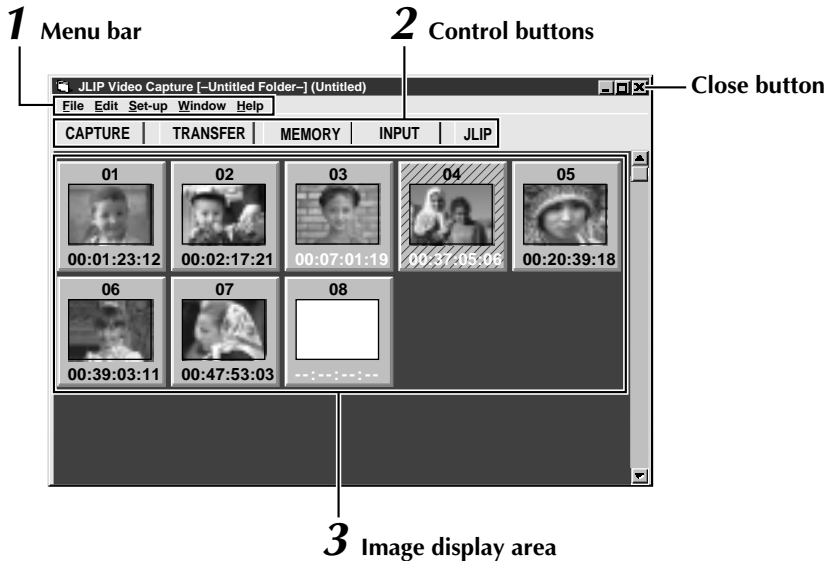 1 Menu bar
2 Control buttons
JLIP Video Capture [–Untitled Folder–] (Untitled)
Close button
File Edit Set-up Window Help
CAPTURE TRANSFER MEMORY INPUT JLIP
01 02 03 04 05
00:01:23:12 00:02:17:21 00:07:01:19 00:37:05:06 00:20:39:18
06 07 08
00:39:03:11 00:47:53:03 --:--:--:--
3 Image display area